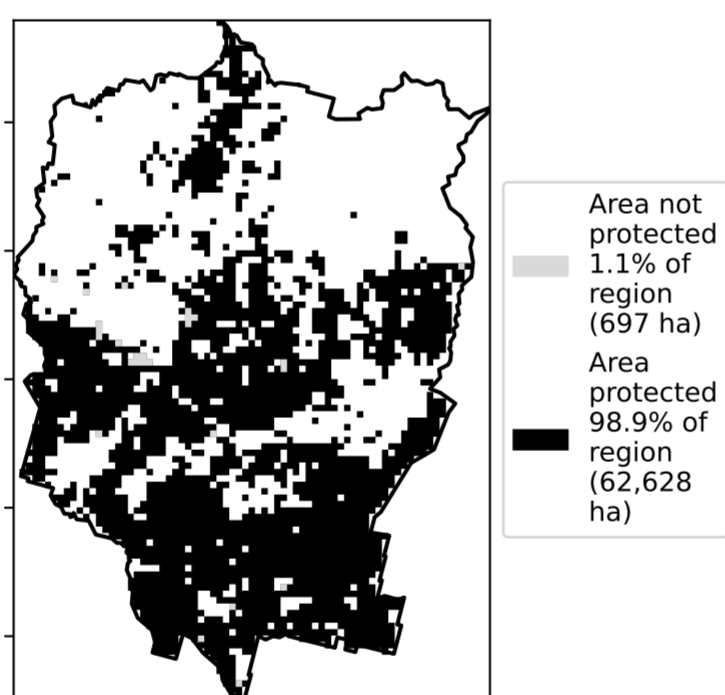 Area not
protected
1.1% of
region
(697 ha)
Area
protected
98.9% of
region
(62,628
ha)